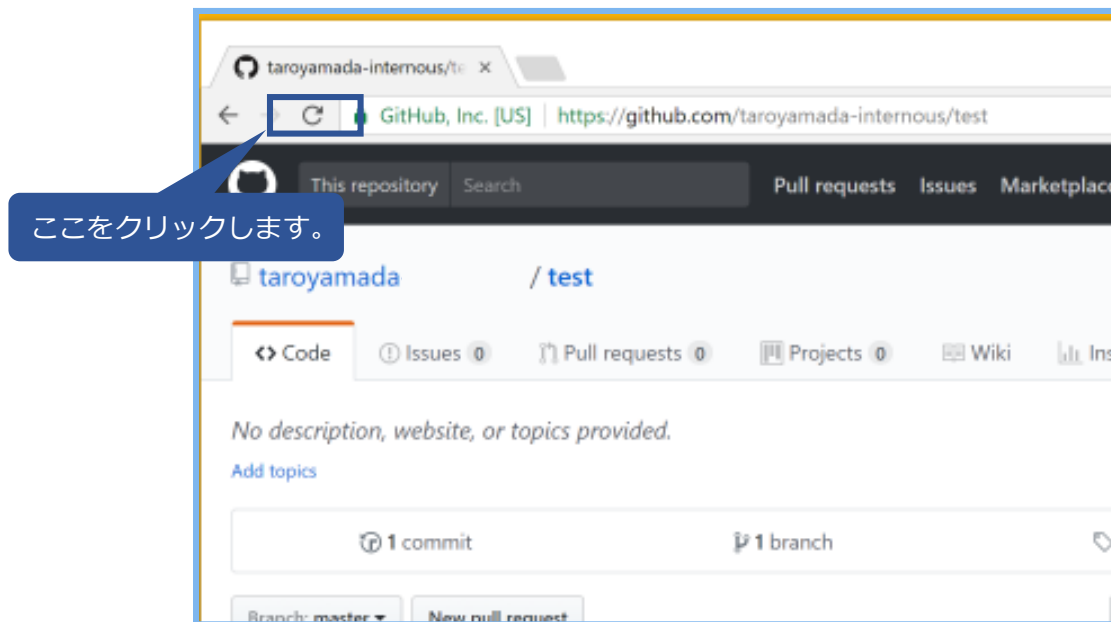 taroyamada-internous/te
GitHub, Inc. [US] https://github.com/taroyamada-internous/test
This repository Search Pull requests Issues Marketplac
ここをクリックします。
taroyamada / test
Code Issues 0 Pull requests 0 Projects 0 Wiki Ins
No description, website, or topics provided.
Add topics
1 commit 1 branch
Branch: master New pull request